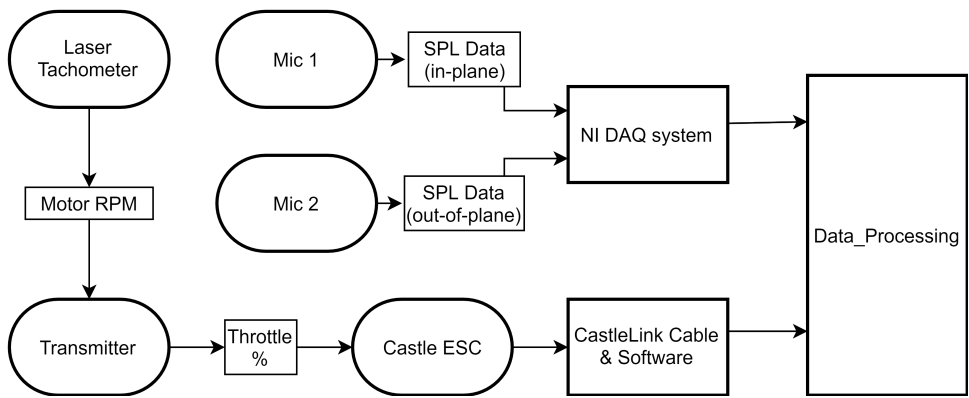 Laser
Tachometer
Mic 1
SPL Data
(in-plane)
NI DAQ system
Motor RPM
Mic 2
SPL Data
(out-of-plane)
Data_Processing
Transmitter
Throttle
%
Castle ESC
CastleLink Cable
& Software